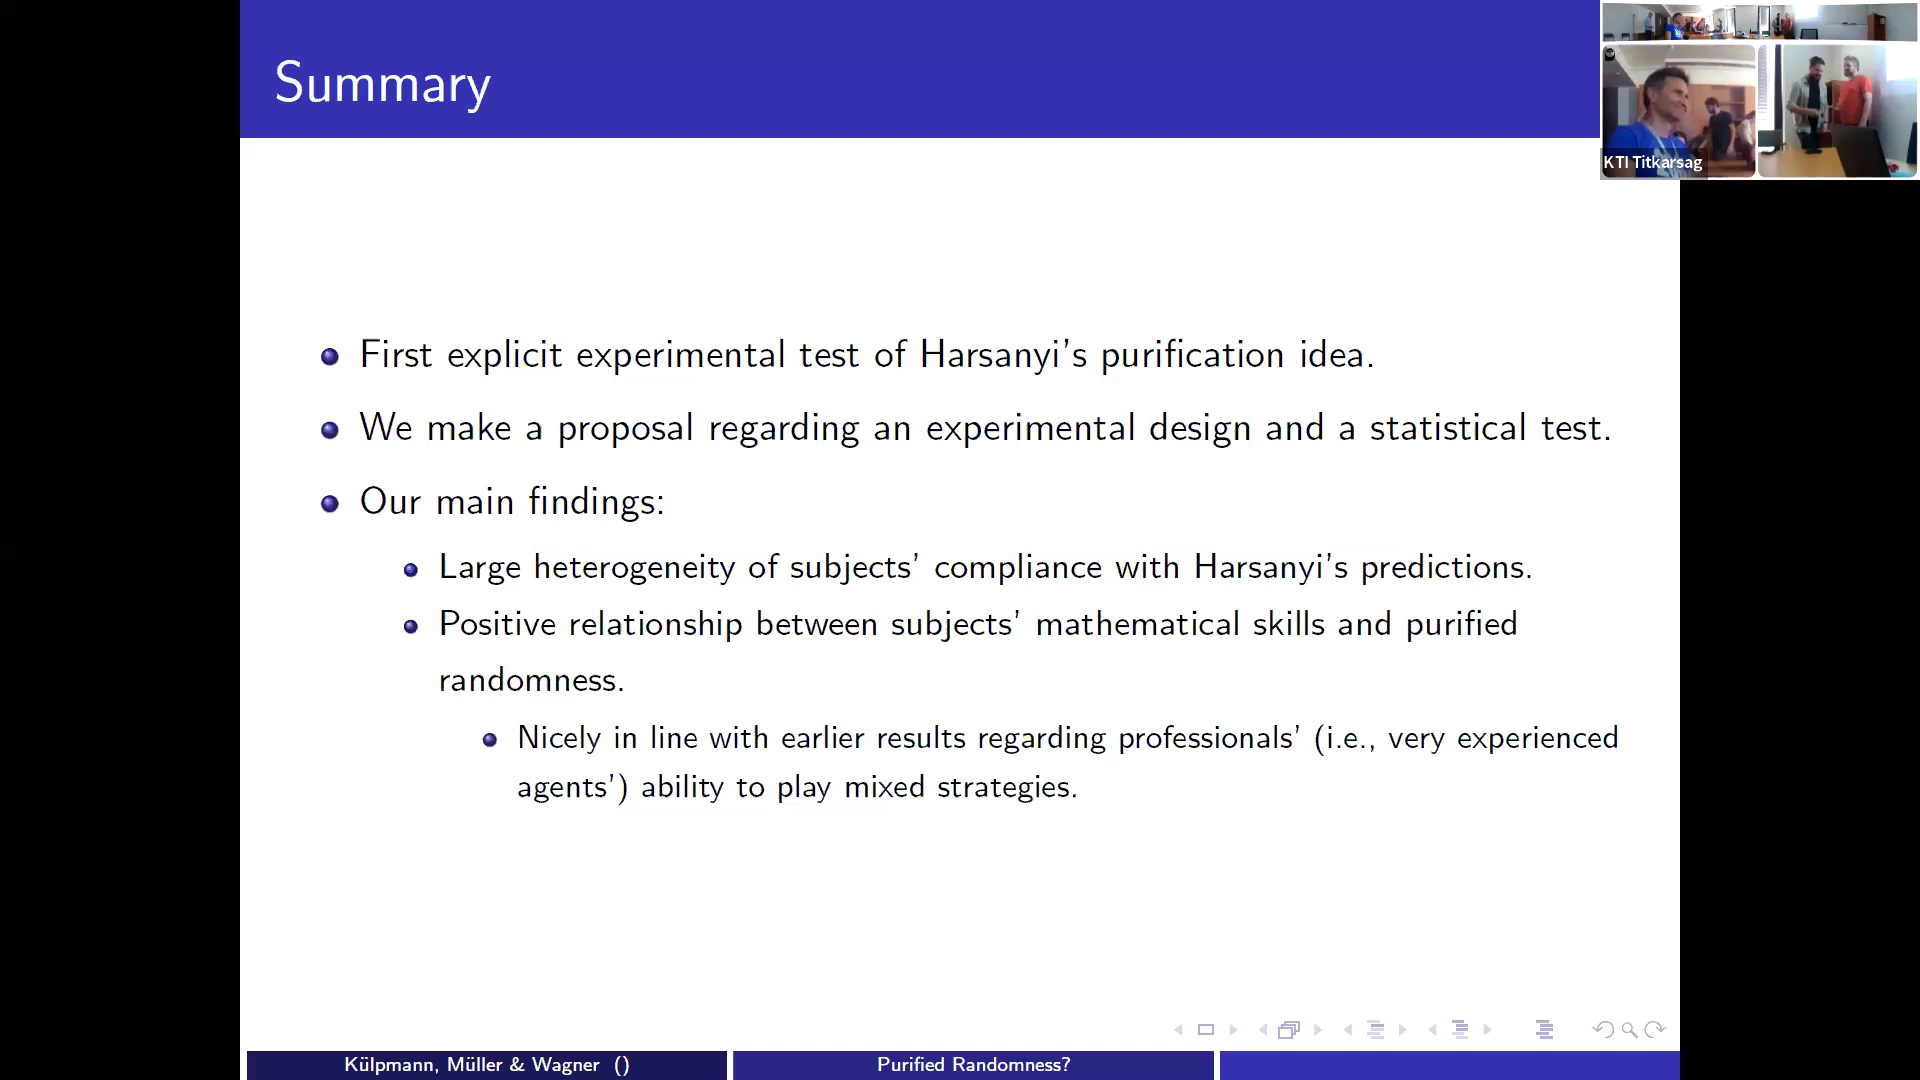 Summary
KTI Titkarsag
First explicit experimental test of Harsanyi's purification idea.
We make a proposal regarding an experimental design and a statistical test.
Our main findings:
Large heterogeneity of subjects' compliance with Harsanyi's predictions.
Positive relationship between subjects' mathematical skills and purified
randomness.
Nicely in line with earlier results regarding professionals' (i.e., very experienced
agents') ability to play mixed strategies.
Külpmann, Müller & Wagner ()
Purified Randomness?